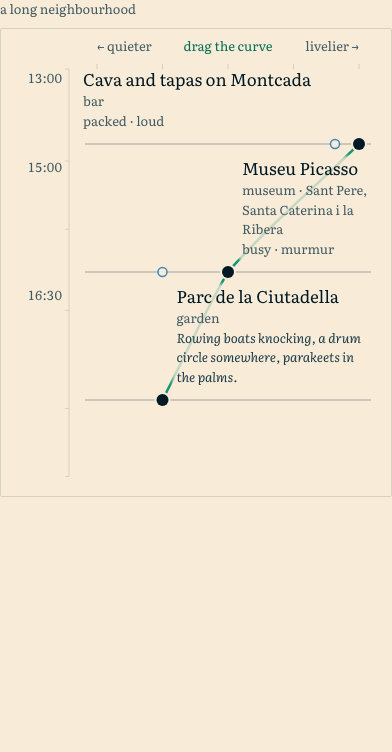 a long neighbourhood
← quieter drag the curve livelier →
13:00 Cava and tapas on Montcada
bar
packed · loud
15:00 Museu Picasso
museum · Sant Pere,
Santa Caterina i la
Ribera
busy · murmur
16:30 Parc de la Ciutadella
garden
Rowing boats knocking, a drum
circle somewhere, parakeets in
the palms.